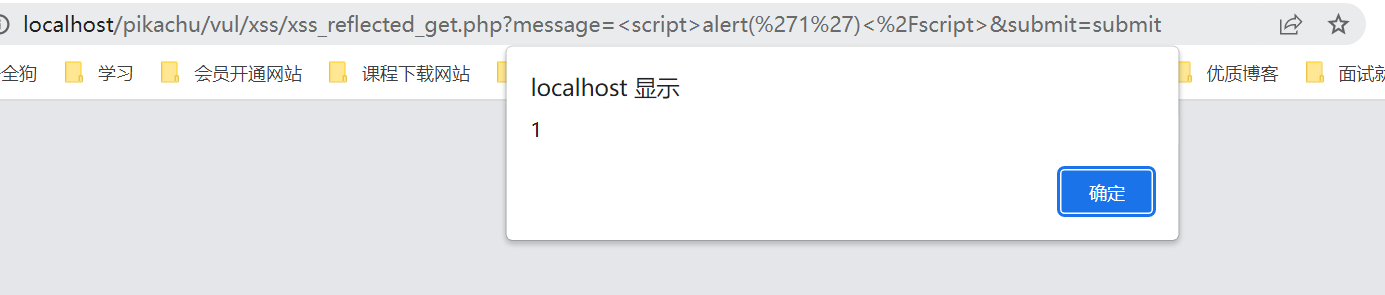 localhost/pikachu/vul/xss/xss_reflected_get.php?message=<script>alert(%271%27)<%2Fscript>&submit=submit
全狗 学习 会员开通网站 课程下载网站 优质博客 面试就
localhost 显示
1
确定